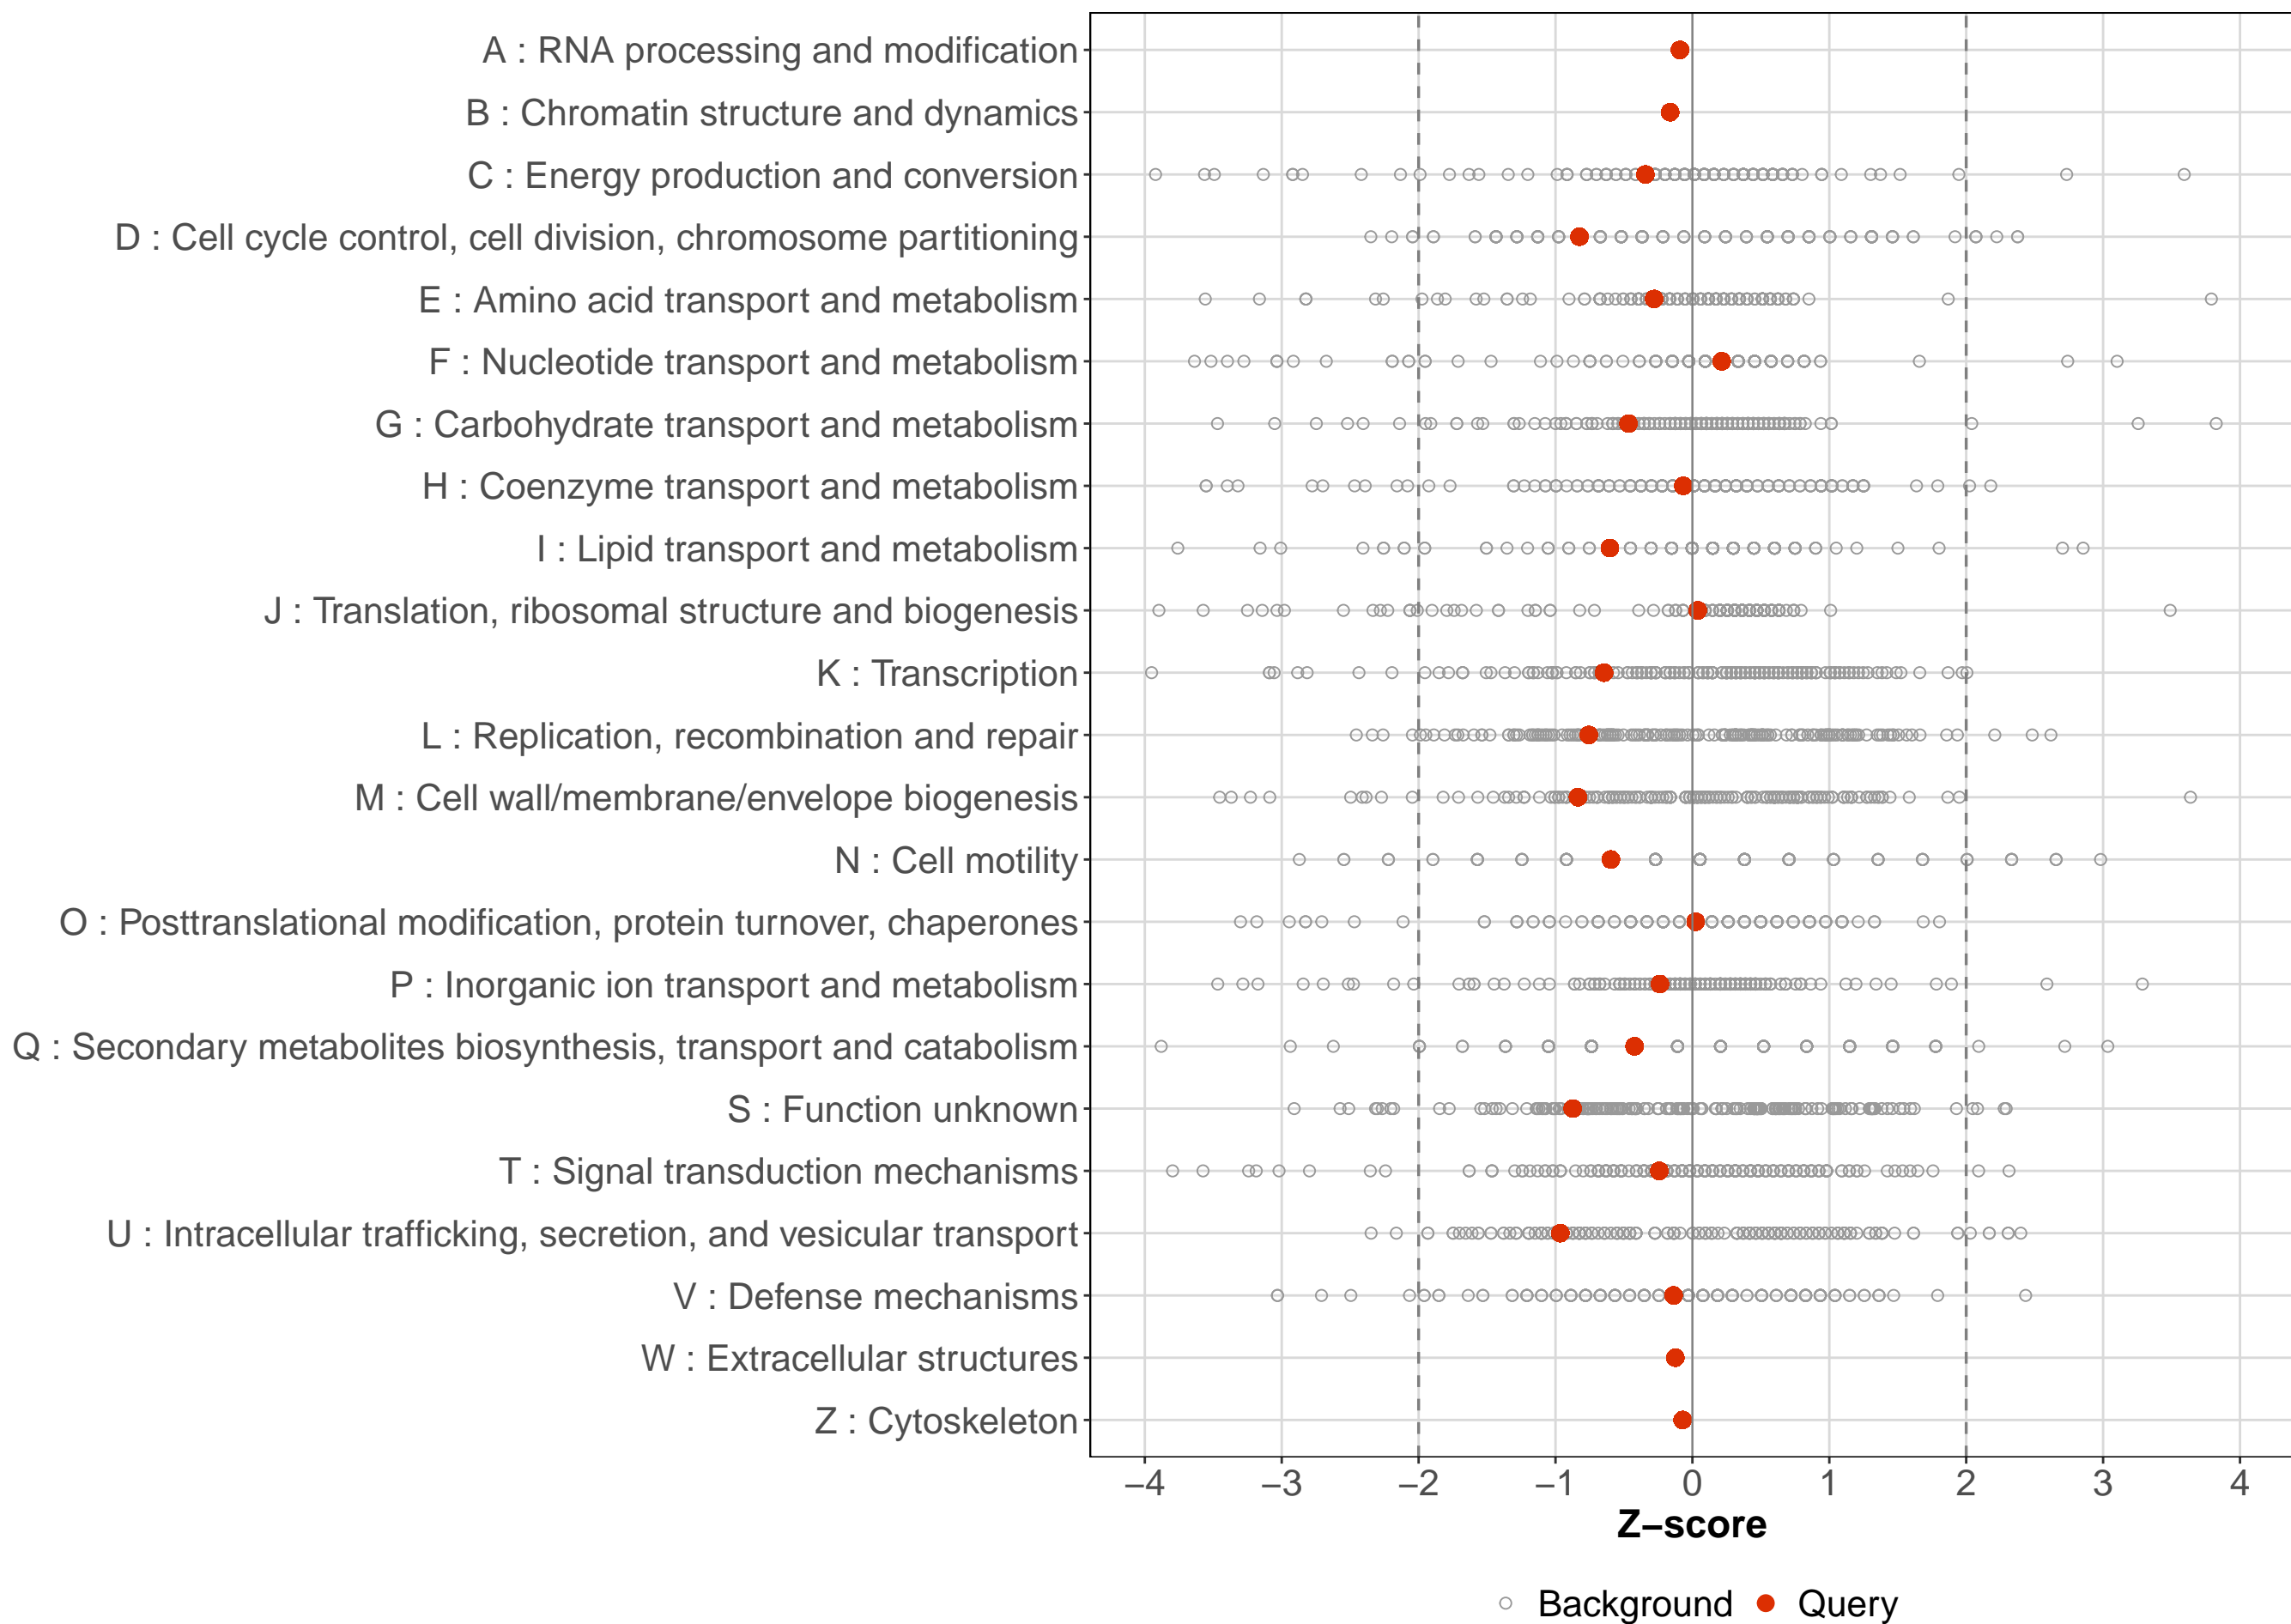 A : RNA processing and modification
B : Chromatin structure and dynamics
C : Energy production and conversion
D : Cell cycle control, cell division, chromosome partitioning
E : Amino acid transport and metabolism
F : Nucleotide transport and metabolism
G : Carbohydrate transport and metabolism
H : Coenzyme transport and metabolism
I : Lipid transport and metabolism
J : Translation, ribosomal structure and biogenesis
K : Transcription
L : Replication, recombination and repair
M : Cell wall/membrane/envelope biogenesis
N : Cell motility
O : Posttranslational modification, protein turnover, chaperones
P : Inorganic ion transport and metabolism
Q : Secondary metabolites biosynthesis, transport and catabolism
S : Function unknown
T : Signal transduction mechanisms
U : Intracellular trafficking, secretion, and vesicular transport
V : Defense mechanisms
W : Extracellular structures
Z : Cytoskeleton
−4 −3 −2 −1 0 1 2 3 4
Z−score
Background Query